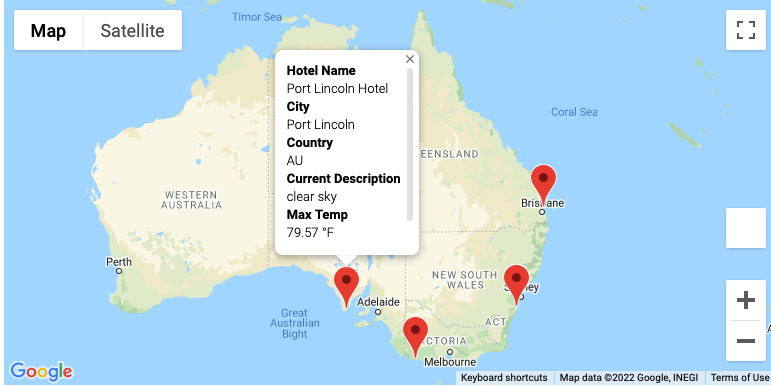 Map
Satellite
Timor Sea
Hotel Name
Port Lincoln Hotel
City
Port Lincoln
Country
AU
Current Description
clear sky
Max Temp
79.57 °F
Coral Sea
EENSLAND
WESTERN
AUSTRALIA
Brisbane
Perth
NEW SOUTH
WALES
ney
Great
Australian
Bight
Adelaide
ACT
ICTORIA
Melbourne
Google
Keyboard shortcuts
Map data ©2022 Google, INEGI
Terms of Use